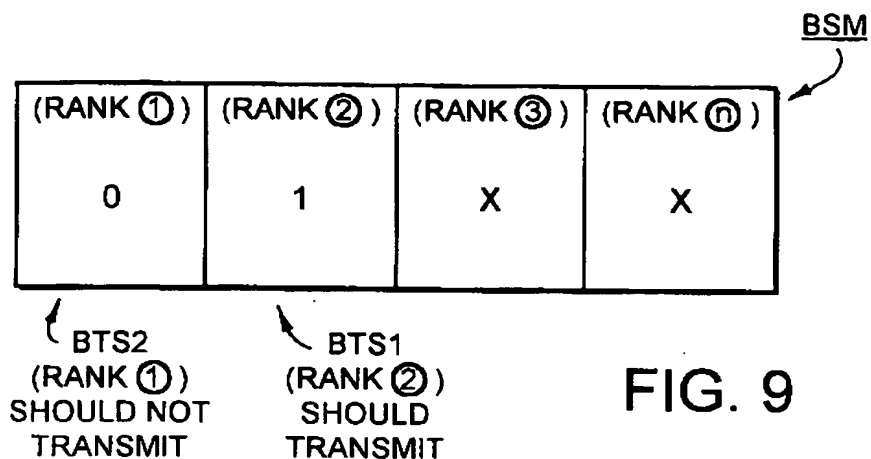 BSM
(RANK ①) (RANK ②) (RANK ③) (RANK ⓝ)
0 1 X X
BTS2
(RANK ①)
SHOULD NOT
TRANSMIT
BTS1
(RANK ②)
SHOULD
TRANSMIT
FIG. 9